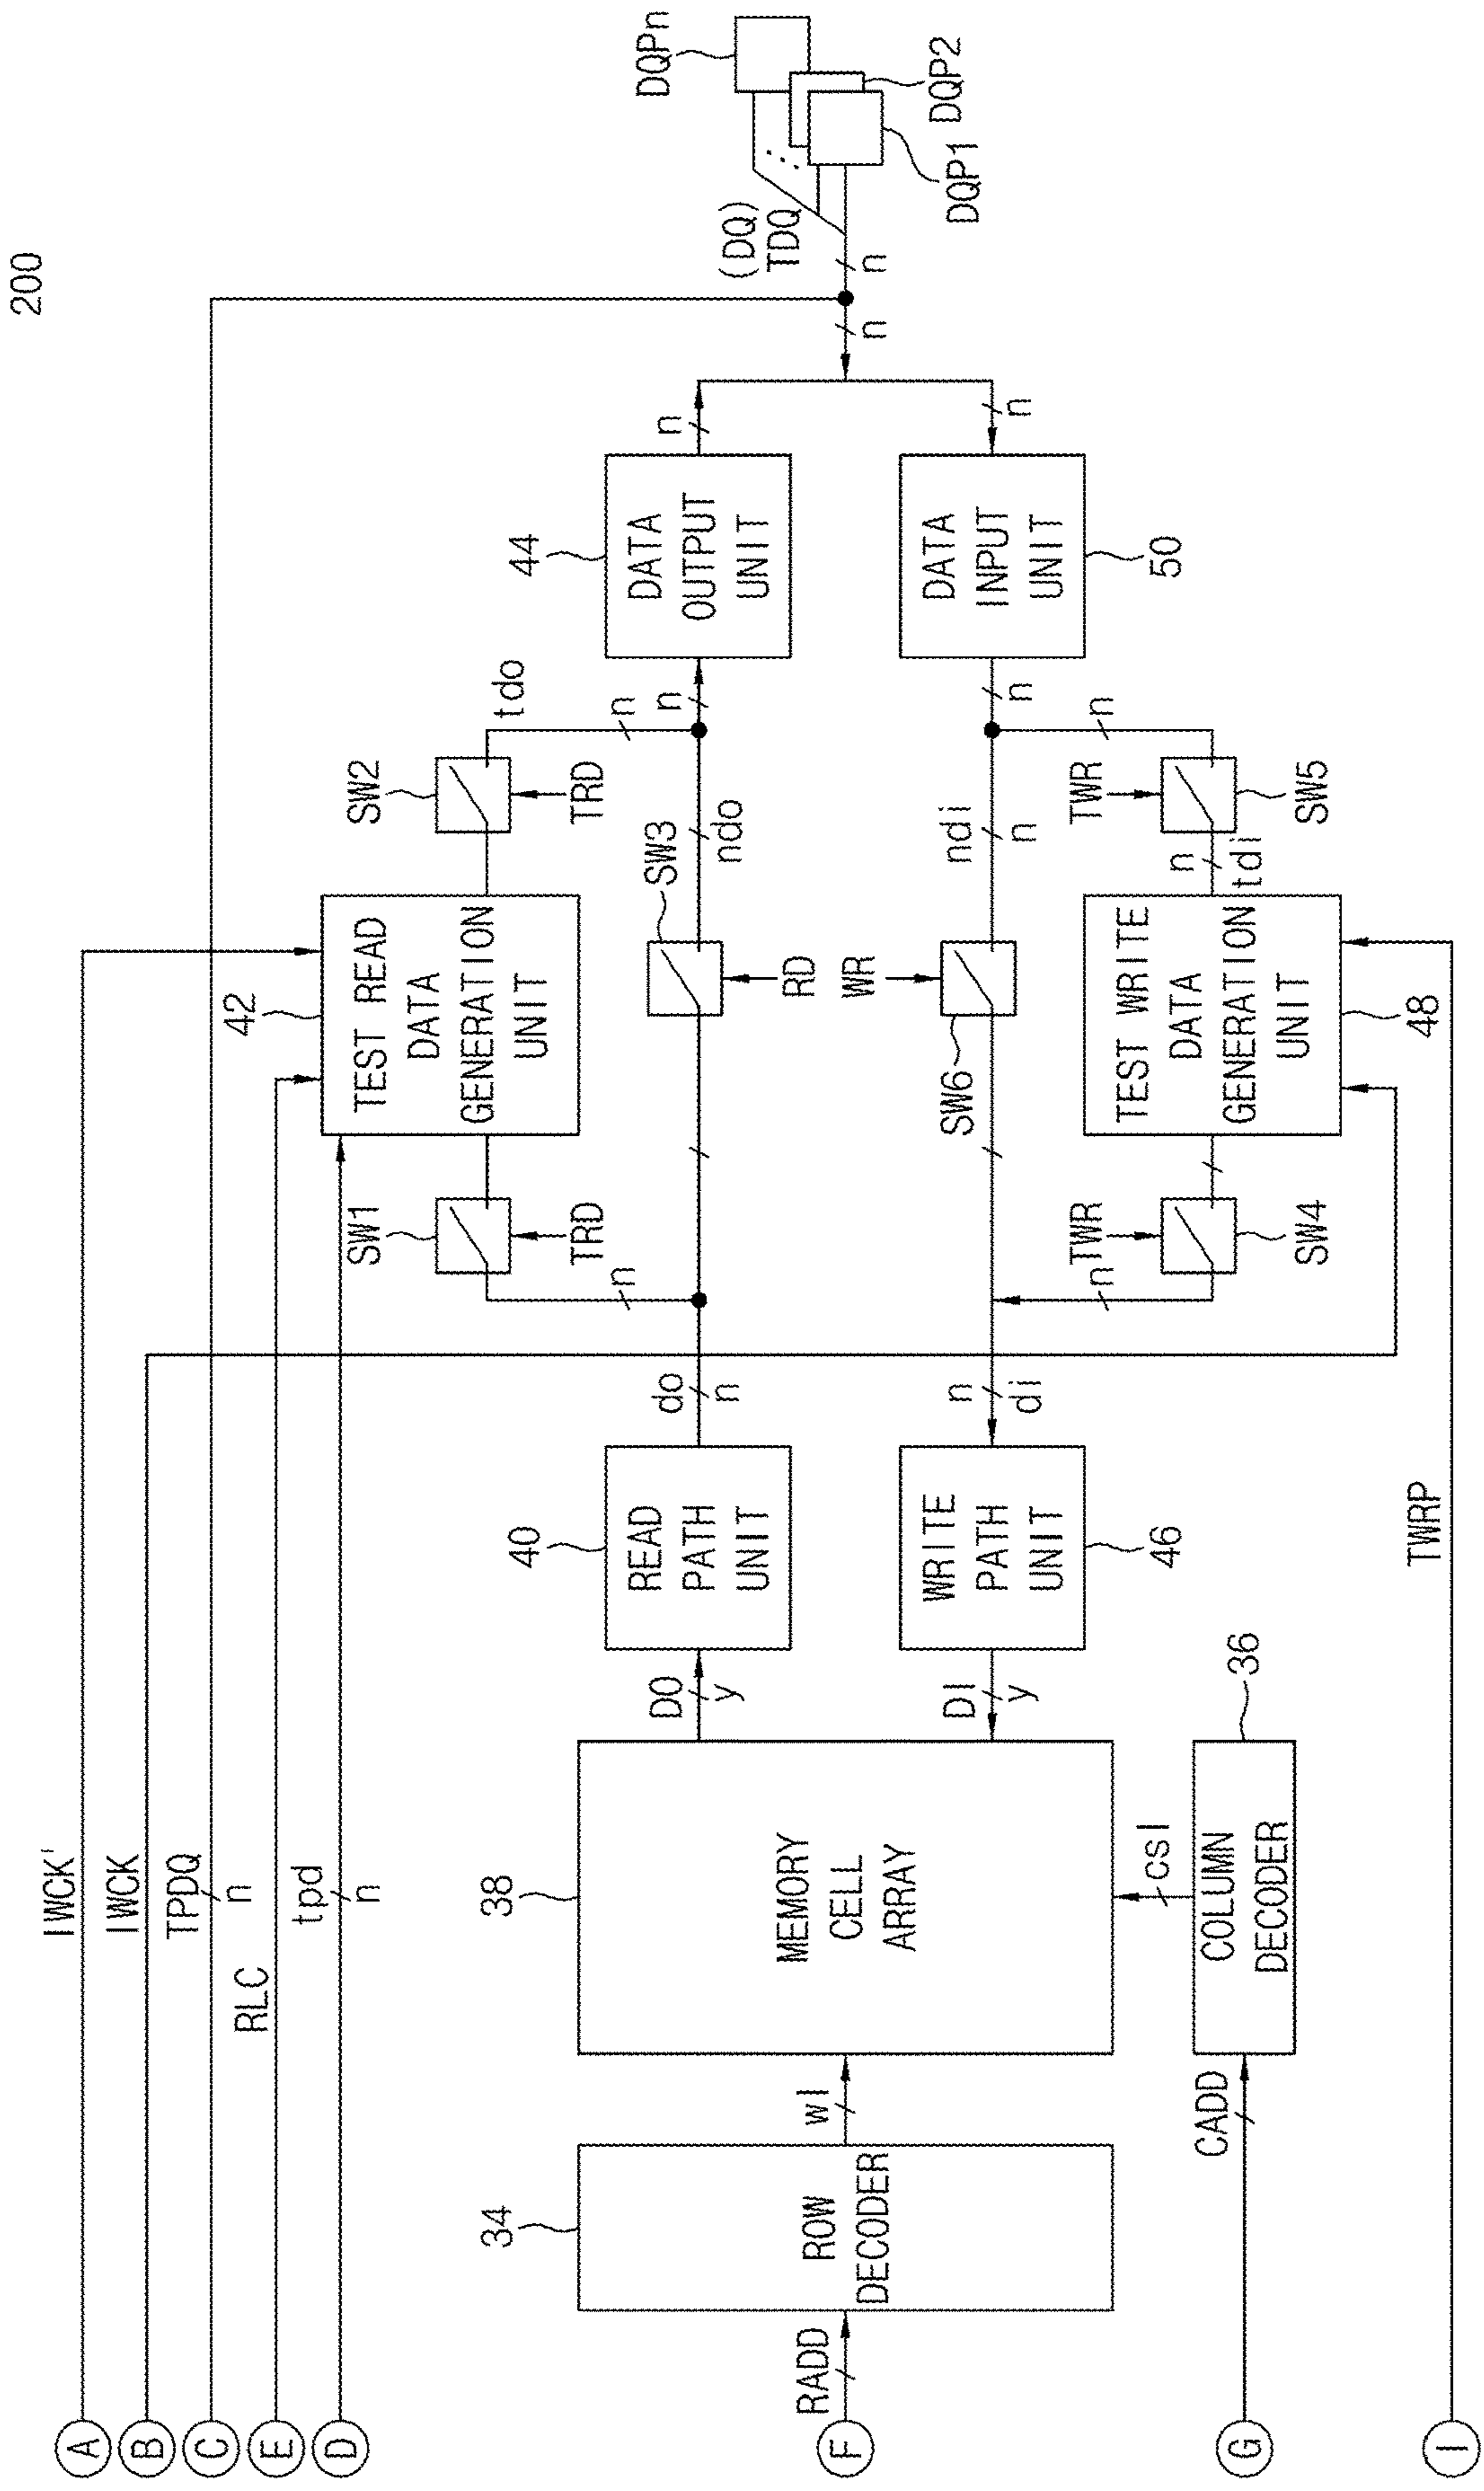 200
A
IWCK'
B
IWCK
C
TPDQ
n
E
RLC
D
tpd
n
SW1
TRD
n
42
TEST READ
DATA
GENERATION
UNIT
SW2
TRD
tdo
n
F
RADD
34
ROW
DECODER
wl
38
MEMORY
CELL
ARRAY
DO
y
40
READ
PATH
UNIT
do
n
SW3
RD
ndo
n
44
DATA
OUTPUT
UNIT
n
n
n
(DQ)
TDQ
DQPn
DQP2
DQP1
DI
y
WRITE
PATH
UNIT
46
n
di
SW6
WR
ndi
n
n
DATA
INPUT
UNIT
50
n
G
CADD
COLUMN
DECODER
36
csl
TWR
n
SW4
TEST WRITE
DATA
GENERATION
UNIT
48
n
tdi
TWR
SW5
n
I
TWRP